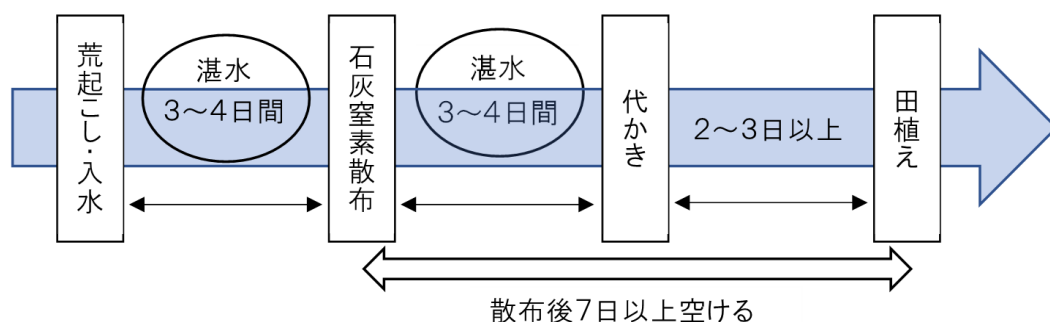 荒起こし・入水
湛水
3～4日間
石灰窒素散布
湛水
3～4日間
代かき
2～3日以上
田植え
散布後7日以上空ける